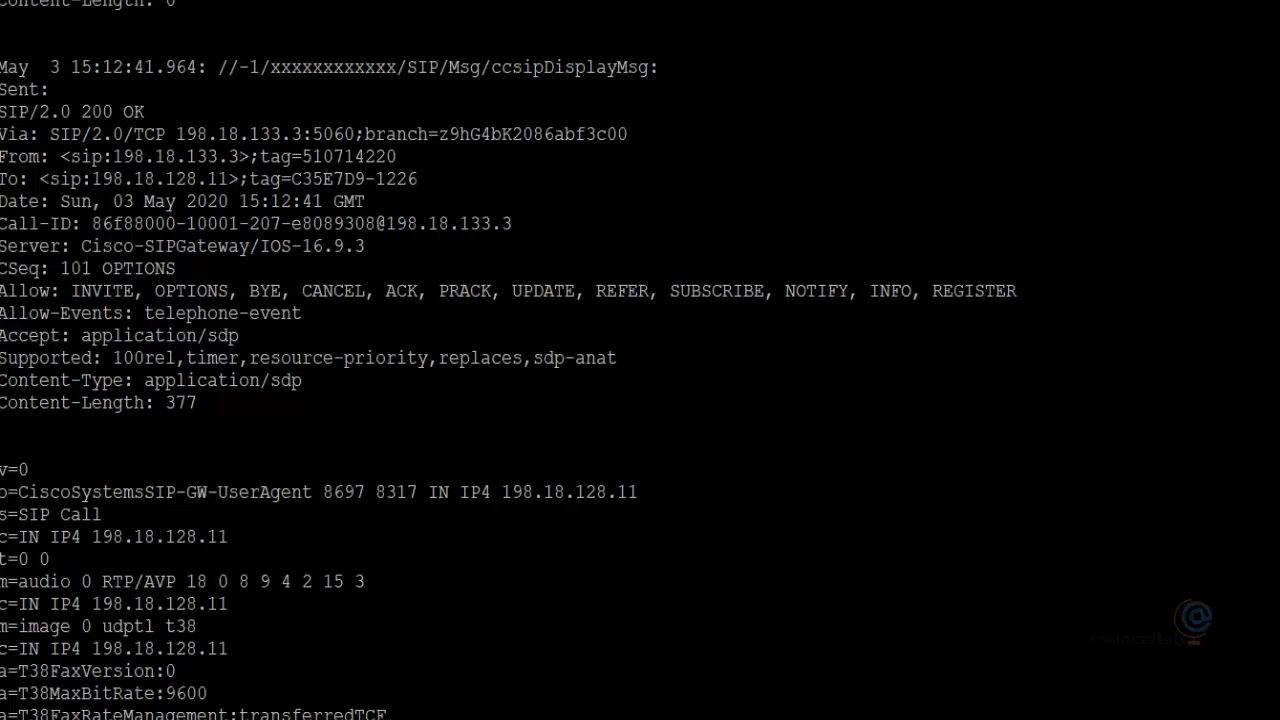 Content-Length: 0
May  3 15:12:41.964: //-1/xxxxxxxxxxxx/SIP/Msg/ccsipDisplayMsg:
Sent:
SIP/2.0 200 OK
Via: SIP/2.0/TCP 198.18.133.3:5060;branch=z9hG4bK2086abf3c00
From: <sip:198.18.133.3>;tag=510714220
To: <sip:198.18.128.11>;tag=C35E7D9-1226
Date: Sun, 03 May 2020 15:12:41 GMT
Call-ID: 86f88000-10001-207-e8089308@198.18.133.3
Server: Cisco-SIPGateway/IOS-16.9.3
CSeq: 101 OPTIONS
Allow: INVITE, OPTIONS, BYE, CANCEL, ACK, PRACK, UPDATE, REFER, SUBSCRIBE, NOTIFY, INFO, REGISTER
Allow-Events: telephone-event
Accept: application/sdp
Supported: 100rel,timer,resource-priority,replaces,sdp-anat
Content-Type: application/sdp
Content-Length: 377
v=0
o=CiscoSystemsSIP-GW-UserAgent 8697 8317 IN IP4 198.18.128.11
s=SIP Call
c=IN IP4 198.18.128.11
t=0 0
m=audio 0 RTP/AVP 18 0 8 9 4 2 15 3
c=IN IP4 198.18.128.11
m=image 0 udptl t38
c=IN IP4 198.18.128.11
a=T38FaxVersion:0
a=T38MaxBitRate:9600
a=T38FaxRateManagement:transferredTCF